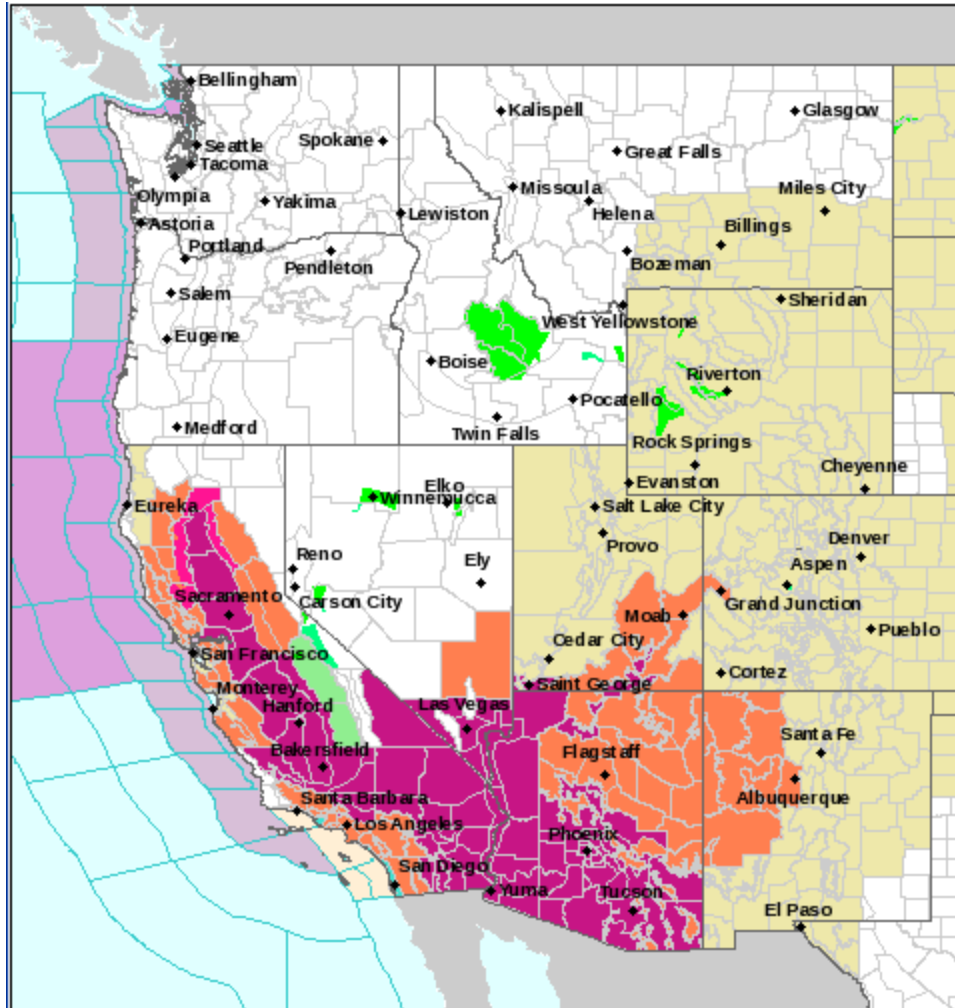 Bellingham
Kalispell
Glasgow
Seattle
Spokane
Great Falls
Tacoma
Missoula
Miles City
Olympia
Yakima
Lewiston
Helena
Astoria
Billings
Portland
Pendleton
Bozeman
Salem
Sheridan
West Yellowstone
Eugene
Boise
Riverton
Pocatello
Medford
Twin Falls
Rock Springs
Cheyenne
Elko
Evanston
Winnemucca
Eureka
Salt Lake City
Provo
Denver
Reno
Ely
Aspen
Sacramento
Carson City
Moab
Grand Junction
Pueblo
San Francisco
Cedar City
Cortez
Monterey
Saint George
Hanford
Las Vegas
Santa Fe
Bakersfield
Flagstaff
Albuquerque
Santa Barbara
Los Angeles
Phoenix
San Diego
Yuma
Tucson
El Paso